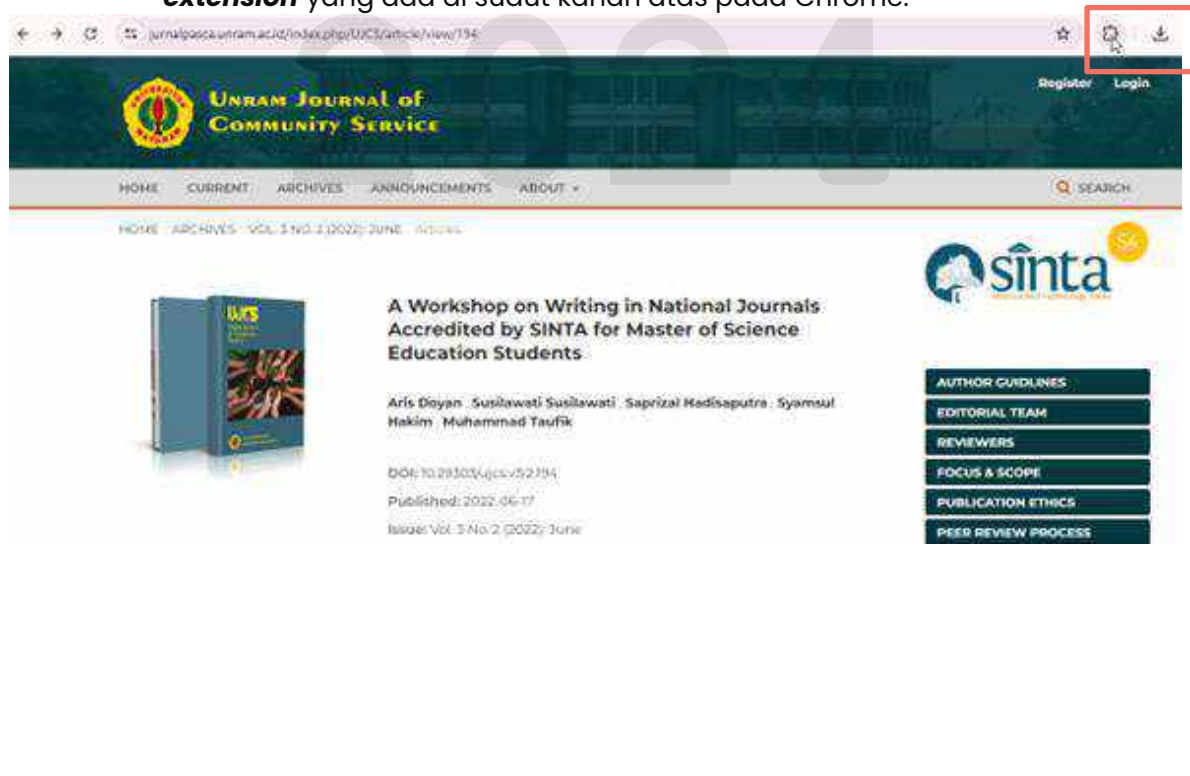 extension yang ada di sudut kanan atas pada Chrome.
jurnalpasca.unram.ac.id/index.php/UJCS/article/view/194
2024
Register Login
UNRAM JOURNAL of
COMMUNITY SERVICE
HOME CURRENT ARCHIVES ANNOUNCEMENTS ABOUT
SEARCH
HOME ARCHIVES VOL. 3 NO. 2 (2022): JUNE Articles
UJCS
sinta
S4
A Workshop on Writing in National Journals
Accredited by SINTA for Master of Science
Education Students
Aris Doyan, Susilawati Susilawati, Saprizal Hadisaputra, Syamsul
Hakim, Muhammad Taufik
DOI:
Published: 2022-06-17
Issue: Vol. 3 No. 2 (2022): June
AUTHOR GUIDLINES
EDITORIAL TEAM
REVIEWERS
FOCUS & SCOPE
PUBLICATION ETHICS
PEER REVIEW PROCESS